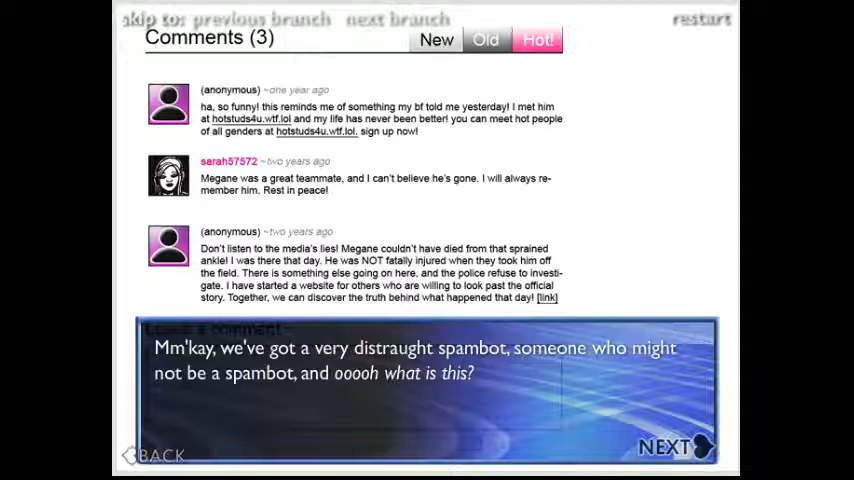 skip to: previous branch next branch restart
Comments (3) New Old Hot!
(anonymous) ~one year ago
ha, so funny! this reminds me of something my bf told me yesterday! I met him
at hotstuds4u.wtf.lol and my life has never been better! you can meet hot people
of all genders at hotstuds4u.wtf.lol. sign up now!
sarah57572 ~two years ago
Megane was a great teammate, and I can't believe he's gone. I will always re-
member him. Rest in peace!
(anonymous) ~two years ago
Don't listen to the media's lies! Megane couldn't have died from that sprained
ankle! I was there that day. He was NOT fatally injured when they took him off
the field. There is something else going on here, and the police refuse to investi-
gate. I have started a website for others who are willing to look past the official
story. Together, we can discover the truth behind what happened that day! [link]
Leave a comment
Mm'kay, we've got a very distraught spambot, someone who might
not be a spambot, and ooooh what is this?
BACK NEXT